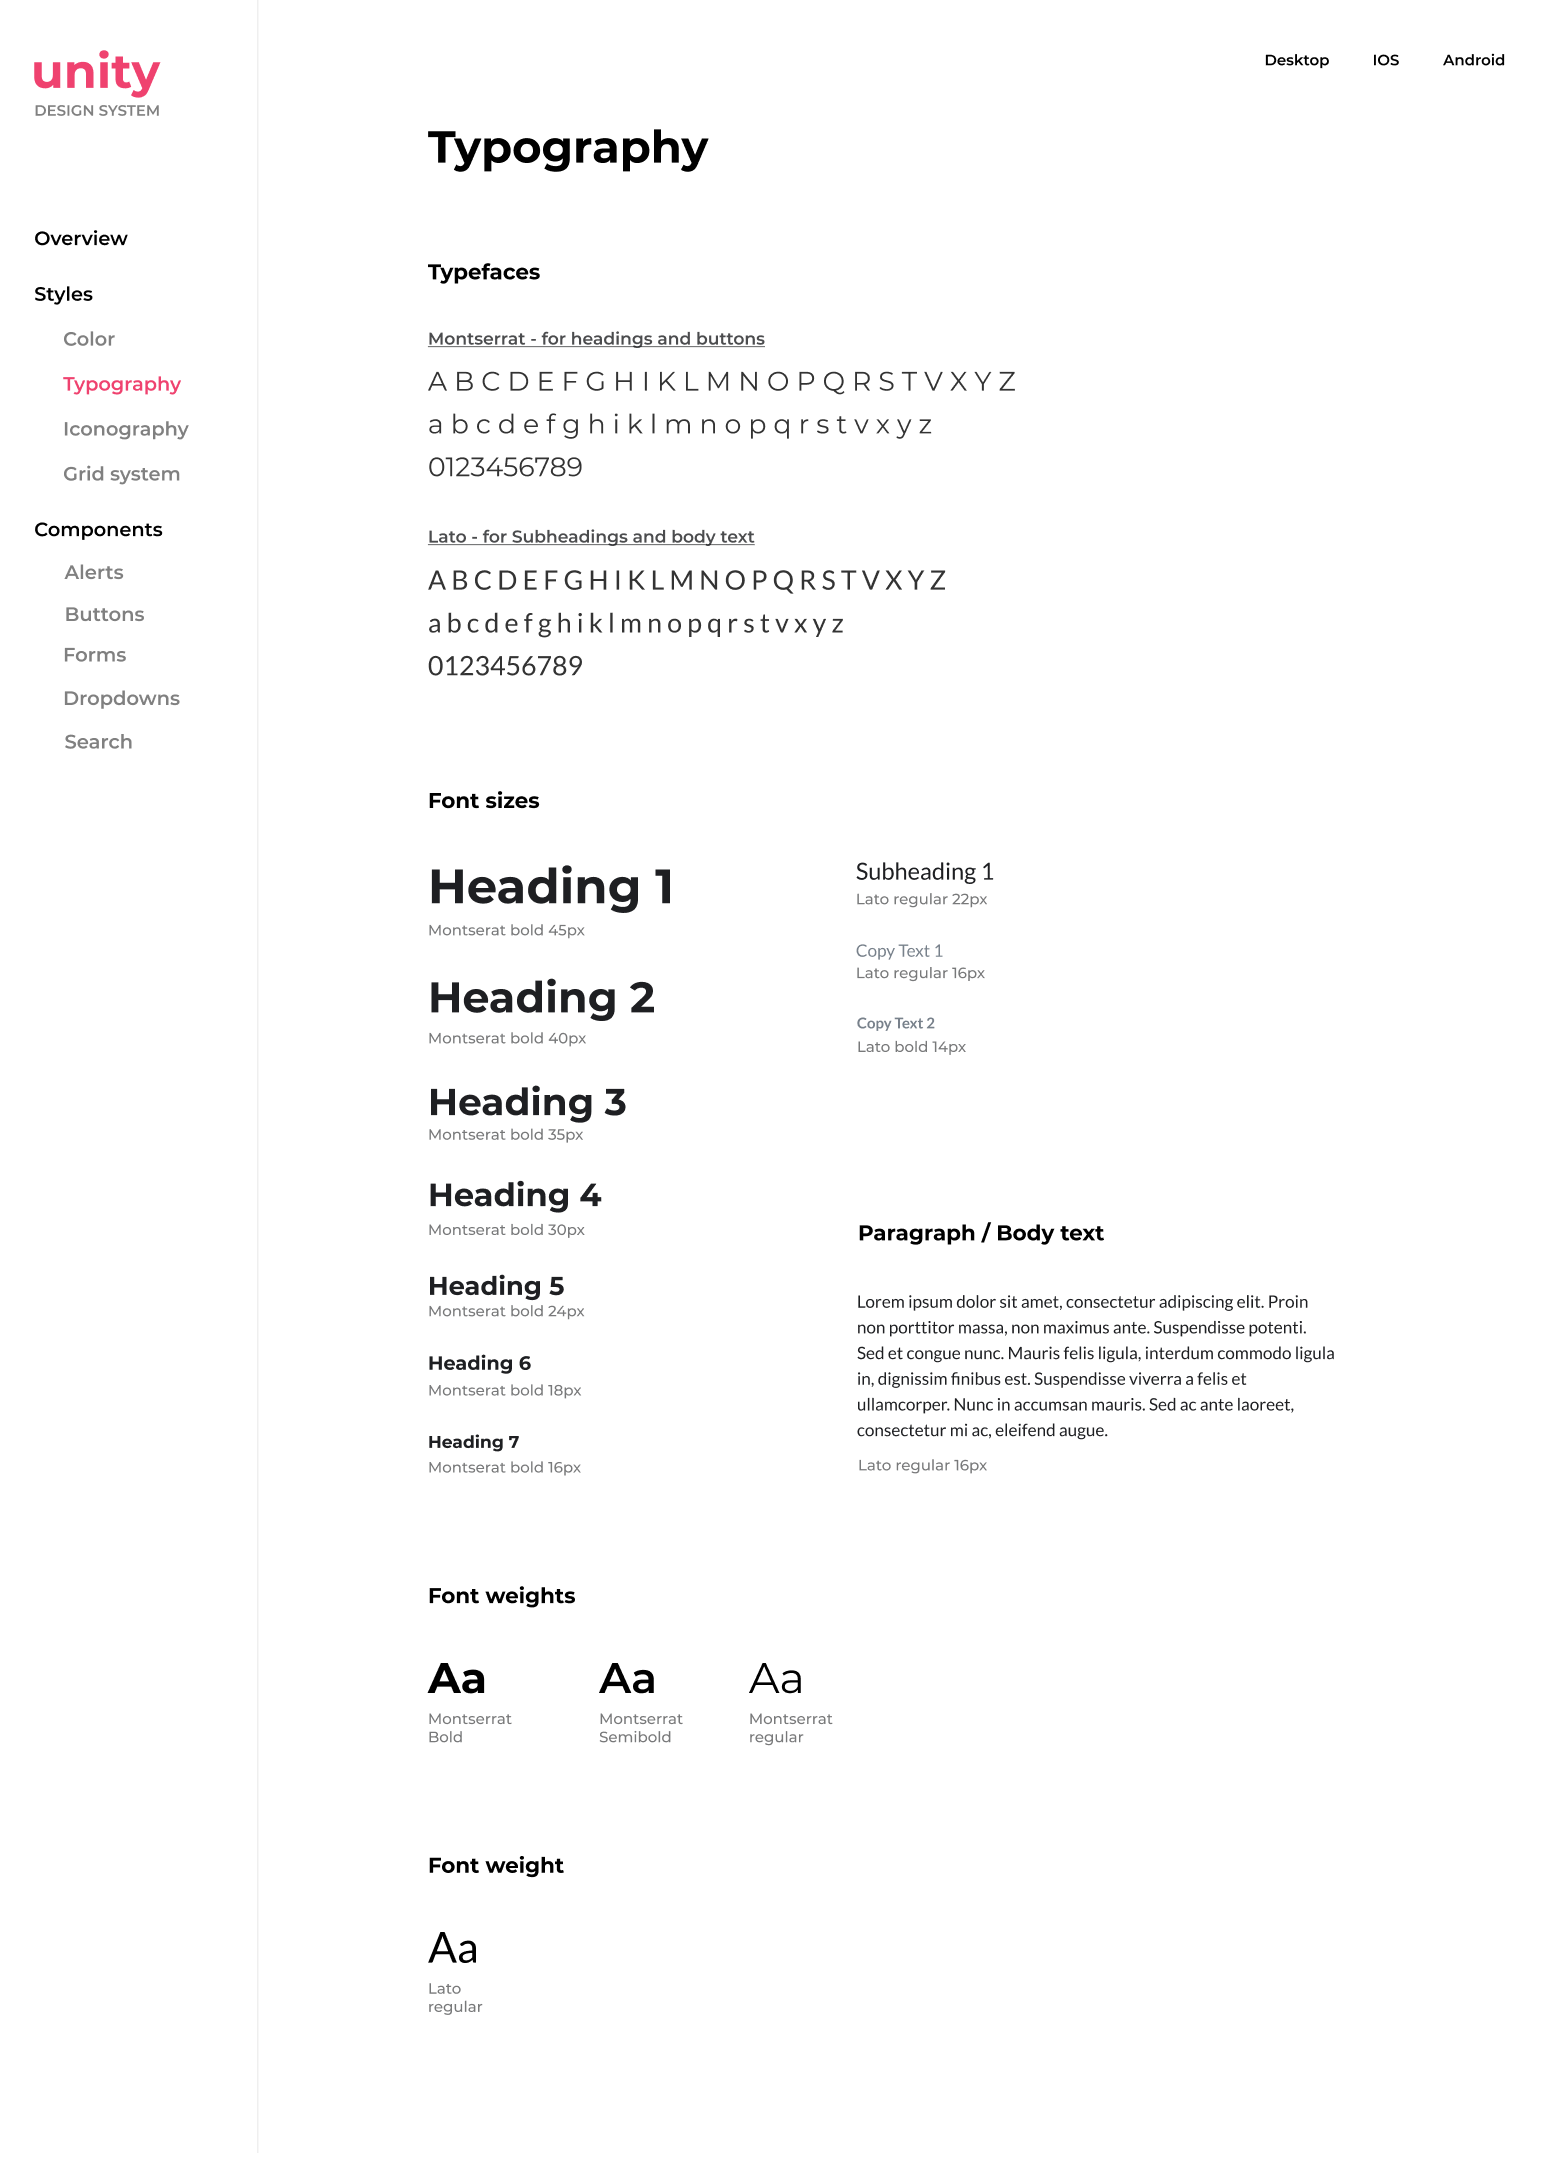 unity
DESIGN SYSTEM
Overview
Styles
Color
Typography
Iconography
Grid system
Components
Alerts
Buttons
Forms
Dropdowns
Search
Desktop IOS Android
Typography
Typefaces
Montserrat - for headings and buttons
A B C D E F G H I K L M N O P Q R S T V X Y Z
a b c d e f g h i k l m n o p q r s t v x y z
0123456789
Lato - for Subheadings and body text
A B C D E F G H I K L M N O P Q R S T V X Y Z
a b c d e f g h i k l m n o p q r s t v x y z
0123456789
Font sizes
Heading 1
Montserat bold 45px
Heading 2
Montserat bold 40px
Heading 3
Montserat bold 35px
Heading 4
Montserat bold 30px
Heading 5
Montserat bold 24px
Heading 6
Montserat bold 18px
Heading 7
Montserat bold 16px
Subheading 1
Lato regular 22px
Copy Text 1
Lato regular 16px
Copy Text 2
Lato bold 14px
Paragraph / Body text
Lorem ipsum dolor sit amet, consectetur adipiscing elit. Proin
non porttitor massa, non maximus ante. Suspendisse potenti.
Sed et congue nunc. Mauris felis ligula, interdum commodo ligula
in, dignissim finibus est. Suspendisse viverra a felis et
ullamcorper. Nunc in accumsan mauris. Sed ac ante laoreet,
consectetur mi ac, eleifend augue.
Lato regular 16px
Font weights
Aa
Montserrat
Bold
Aa
Montserrat
Semibold
Aa
Montserrat
regular
Font weight
Aa
Lato
regular